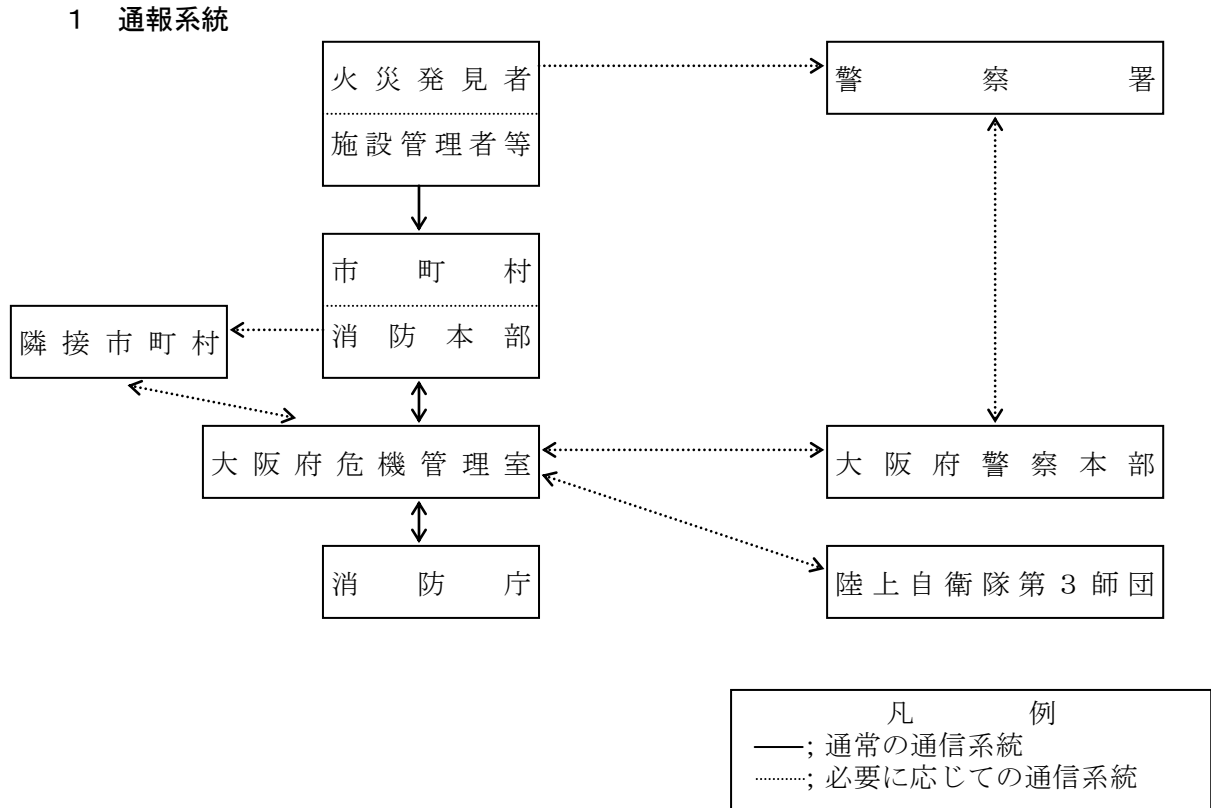 1 通報系統
火災発見者
警察署
施設管理者等
市町村
隣接市町村
消防本部
大阪府危機管理室
大阪府警察本部
消防庁
陸上自衛隊第3師団
凡例
――; 通常の通信系統
………; 必要に応じての通信系統